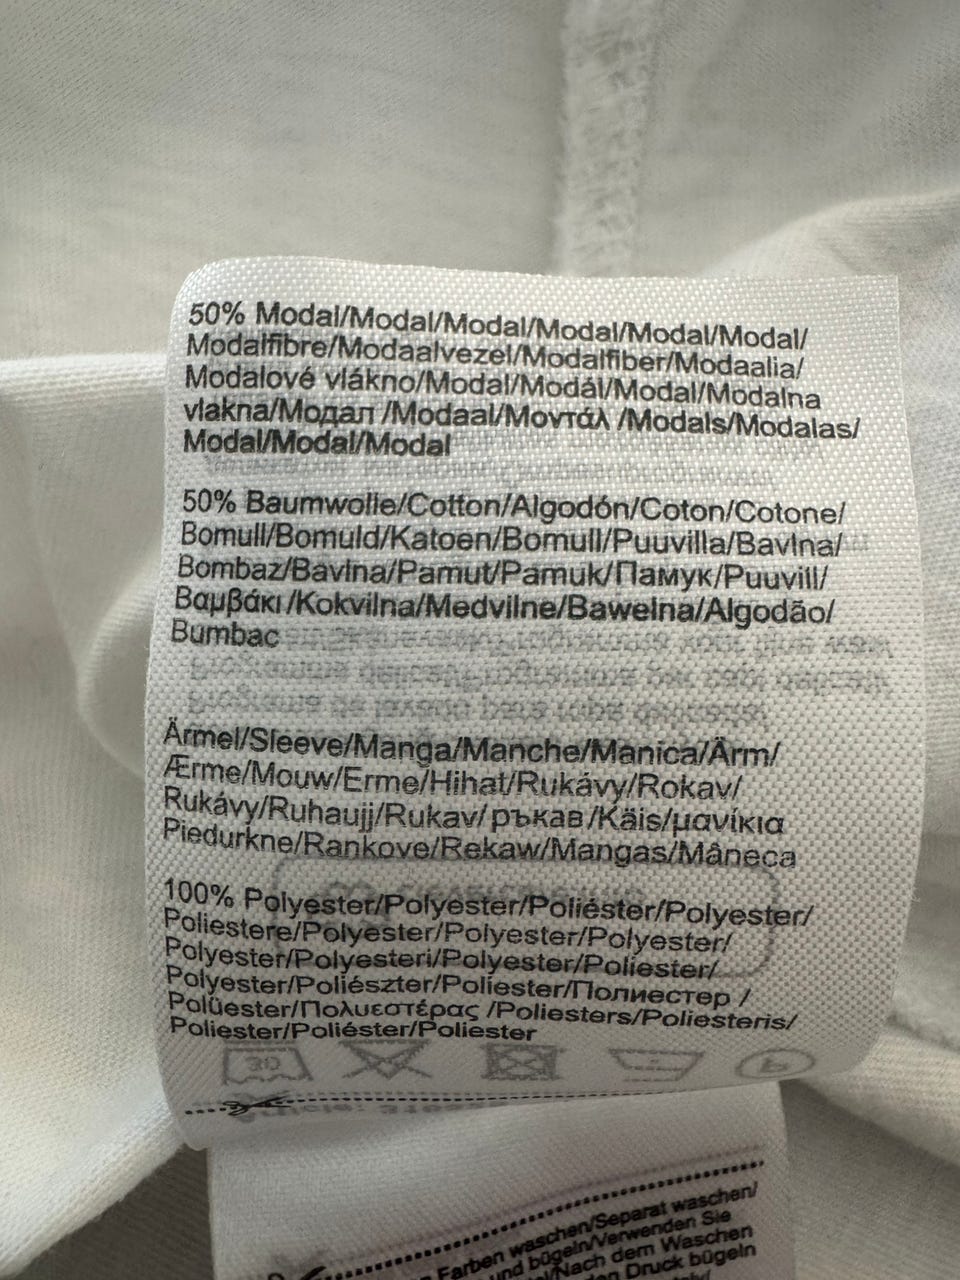 50% Modal/Modal/Modal/Modal/Modal/Modal/
Modalfibre/Modaalvezel/Modalfiber/Modaalia/
Modalové vlákno/Modal/Modál/Modal/Modalna
vlakna/Модал /Modaal/Μοντάλ /Modals/Modalas/
Modal/Modal/Modal
50% Baumwolle/Cotton/Algodón/Coton/Cotone/
Bomull/Bomuld/Katoen/Bomull/Puuvilla/Bavlna/
Bombaz/Bavlna/Pamut/Pamuk/Памук/Puuvill/
Βαμβάκι /Kokvilna/Medvilne/Bawełna/Algodão/
Bumbac
Ärmel/Sleeve/Manga/Manche/Manica/Ärm/
Ærme/Mouw/Erme/Hihat/Rukávy/Rokav/
Rukávy/Ruhaujj/Rukav/ ръкав /Käis/μανίκια
Piedurkne/Rankove/Rekaw/Mangas/Mâneca
100% Polyester/Polyester/Poliéster/Polyester/
Poliestere/Polyester/Polyester/Polyester/
Polyester/Polyesteri/Polyester/Poliester/
Polyester/Poliészter/Poliester/Полиестер /
Polüester/Πολυεστέρας /Poliesters/Poliesteris/
Poliester/Poliéster/Poliester
30
P
Farben waschen/Separat waschen/
und bügeln/Verwenden Sie
/Nach dem Waschen
den Druck bügeln